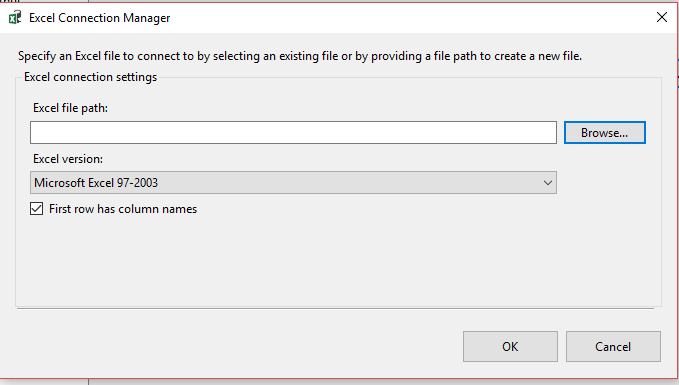 Excel Connection Manager
Specify an Excel file to connect to by selecting an existing file or by providing a file path to create a new file.
Excel connection settings
Excel file path:
Browse...
Excel version:
Microsoft Excel 97-2003
First row has column names
OK
Cancel